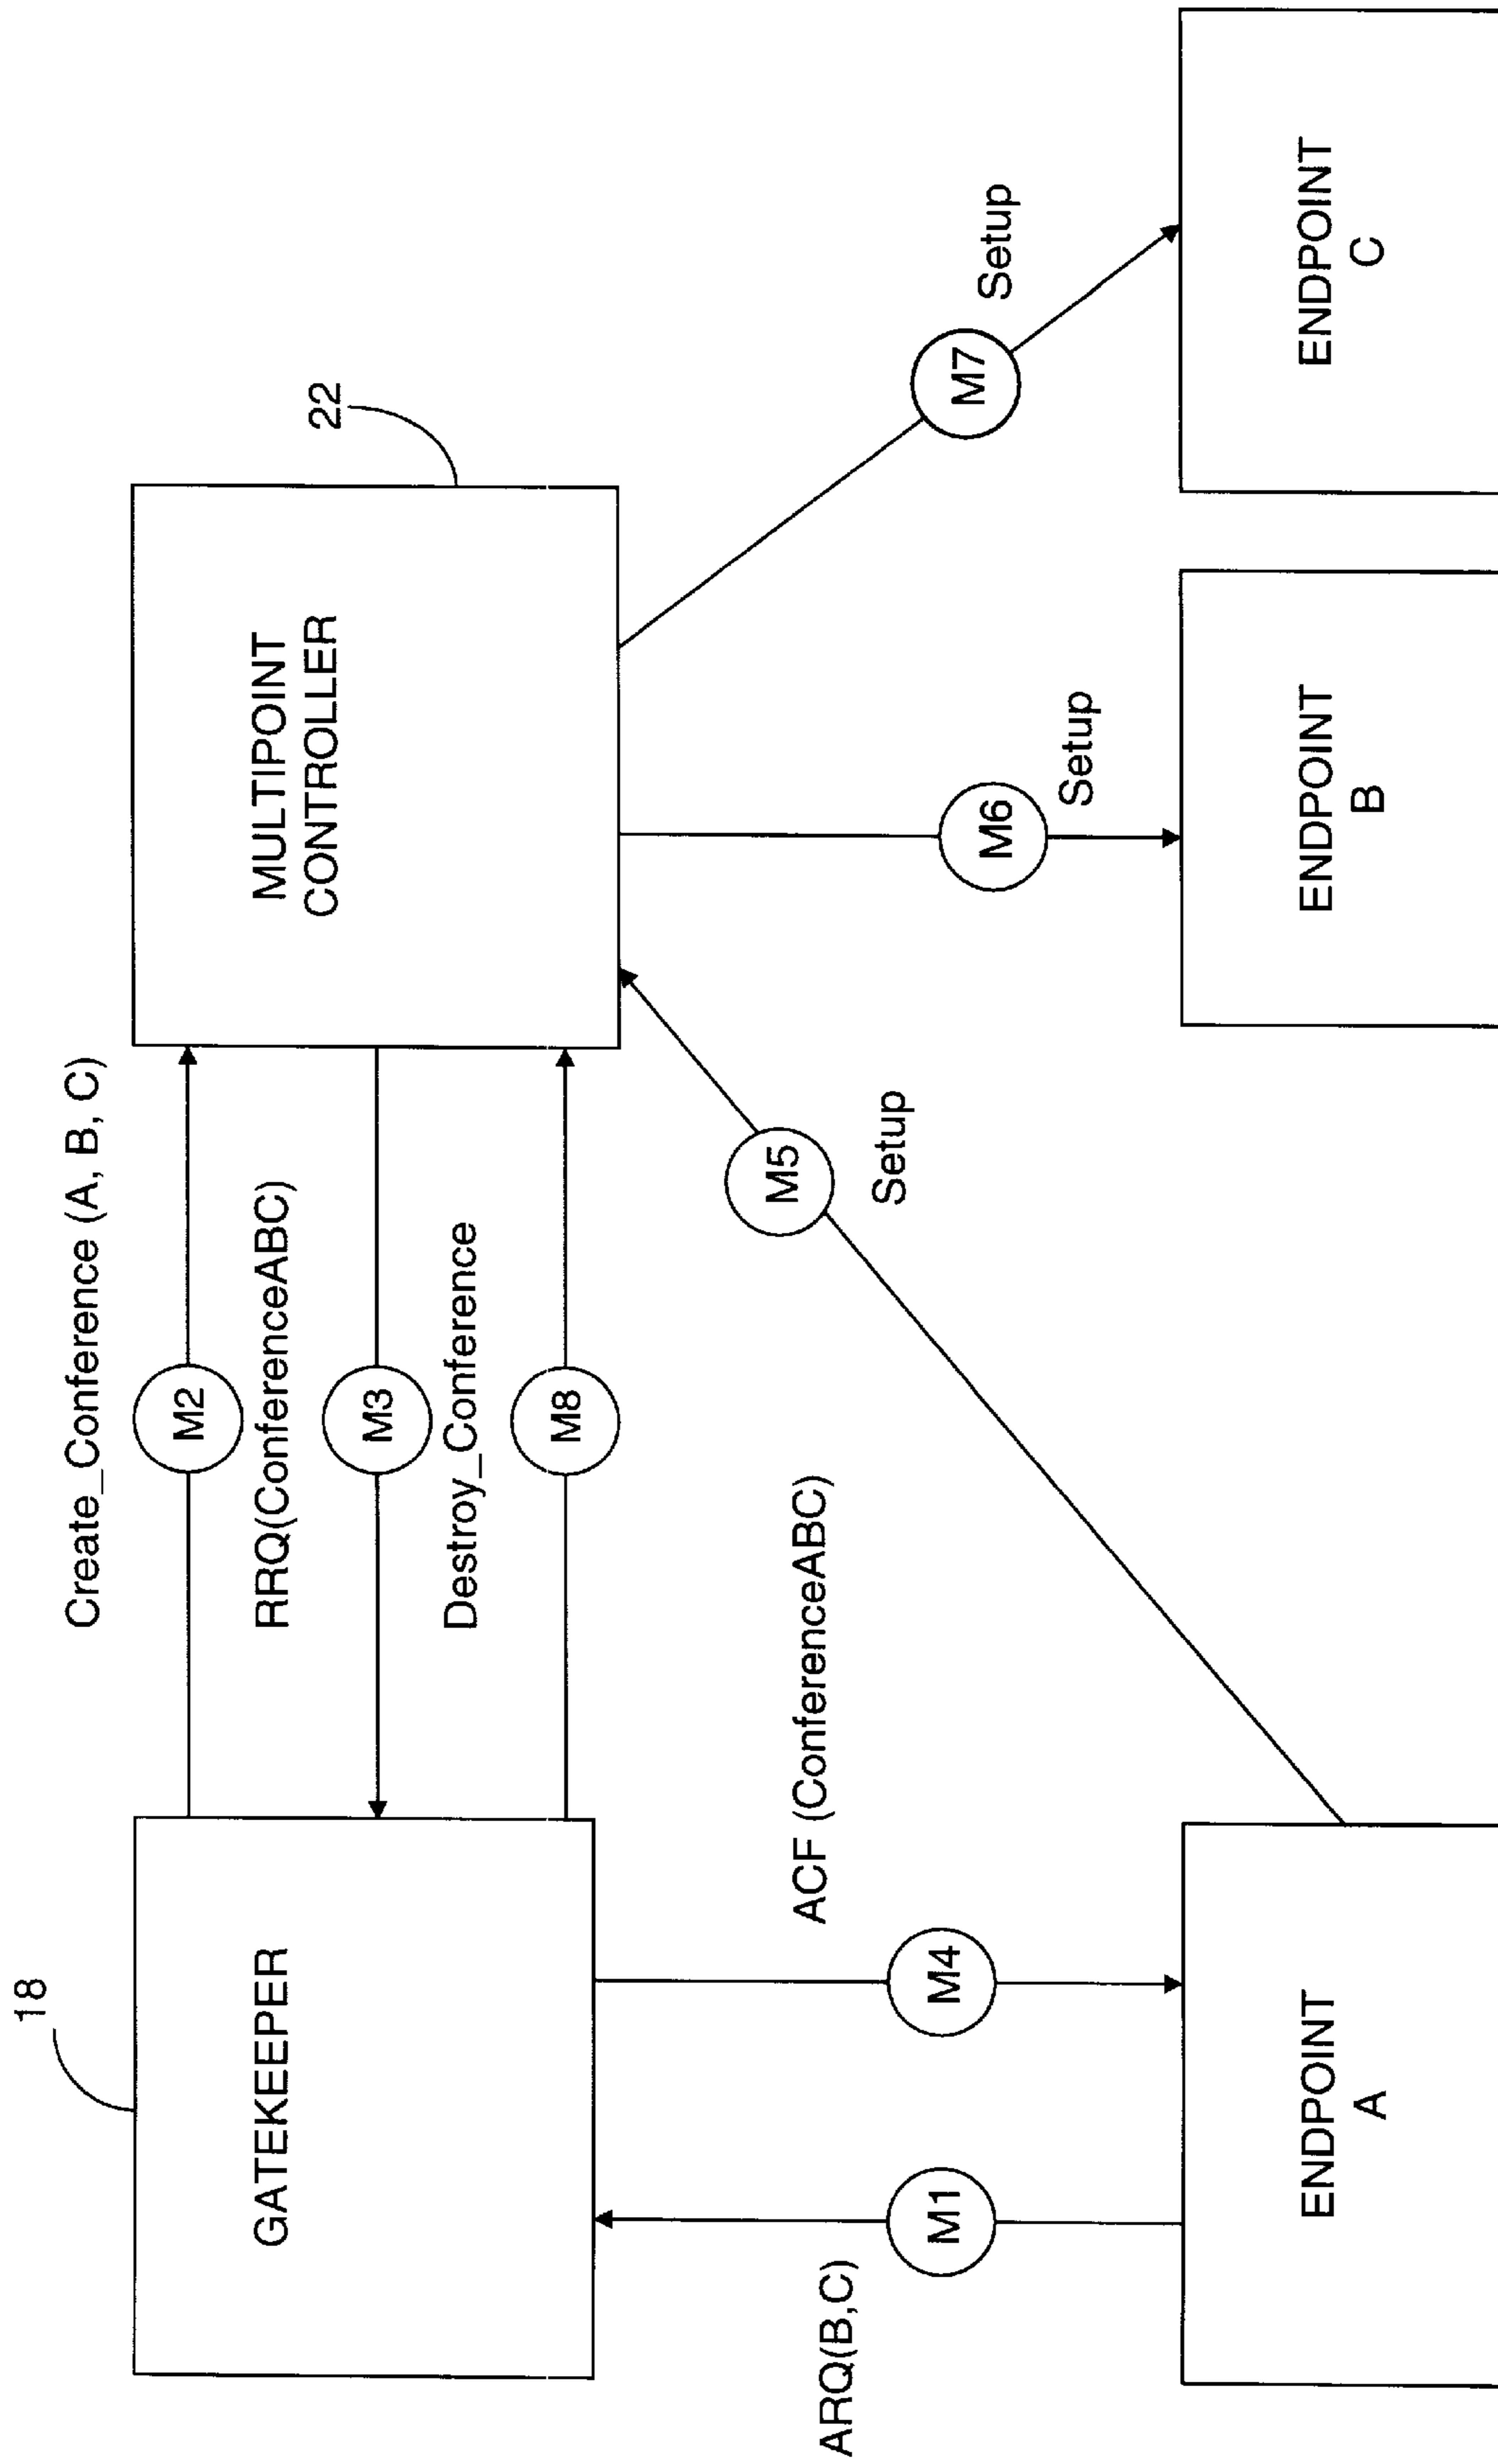 18
GATEKEEPER
Create_Conference (A, B, C)
M2
RRQ(ConferenceABC)
M3
Destroy_Conference
M8
MULTIPOINT
CONTROLLER
22
ARQ(B,C)
M1
M4
ACF (ConferenceABC)
M5
Setup
M6
Setup
M7
Setup
ENDPOINT
A
ENDPOINT
B
ENDPOINT
C